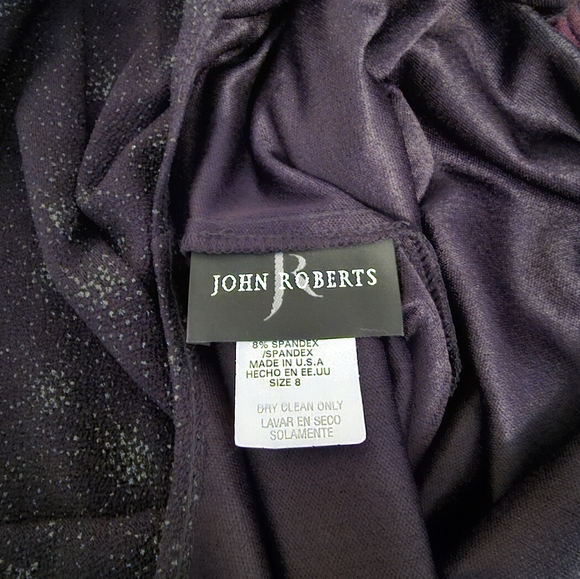 JR
JOHN ROBERTS
8% SPANDEX
/SPANDEX
MADE IN U.S.A
HECHO EN EE.UU
SIZE 8
DRY CLEAN ONLY
LAVAR EN SECO
SOLAMENTE